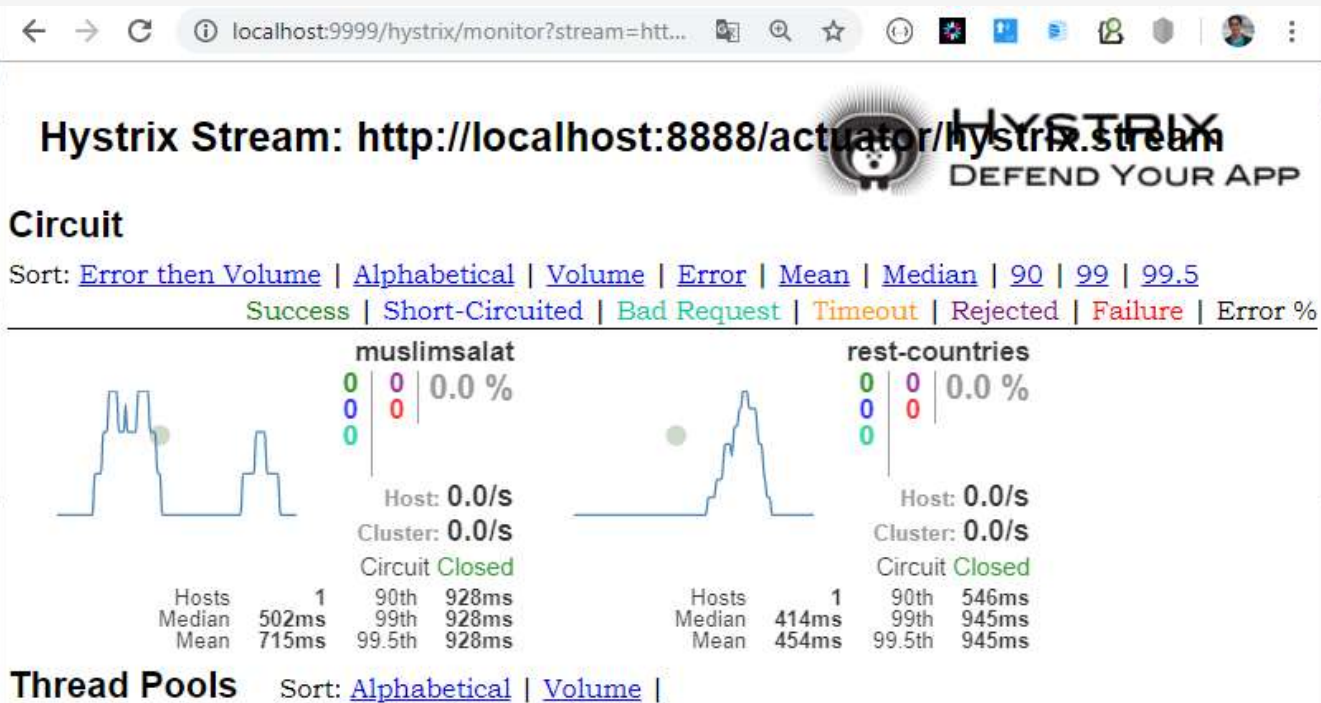 localhost:9999/hystrix/monitor?stream=htt...
Hystrix Stream: http://localhost:8888/actuator/hystrix.stream
HYSTRIX
DEFEND YOUR APP
Circuit
Sort: Error then Volume | Alphabetical | Volume | Error | Mean | Median | 90 | 99 | 99.5
Success | Short-Circuited | Bad Request | Timeout | Rejected | Failure | Error %
muslimsalat
0 | 0 | 0.0 %
0 | 0
0
Host: 0.0/s
Cluster: 0.0/s
Circuit Closed
Hosts 1 90th 928ms
Median 502ms 99th 928ms
Mean 715ms 99.5th 928ms
rest-countries
0 | 0 | 0.0 %
0 | 0
0
Host: 0.0/s
Cluster: 0.0/s
Circuit Closed
Hosts 1 90th 546ms
Median 414ms 99th 945ms
Mean 454ms 99.5th 945ms
Thread Pools Sort: Alphabetical | Volume |